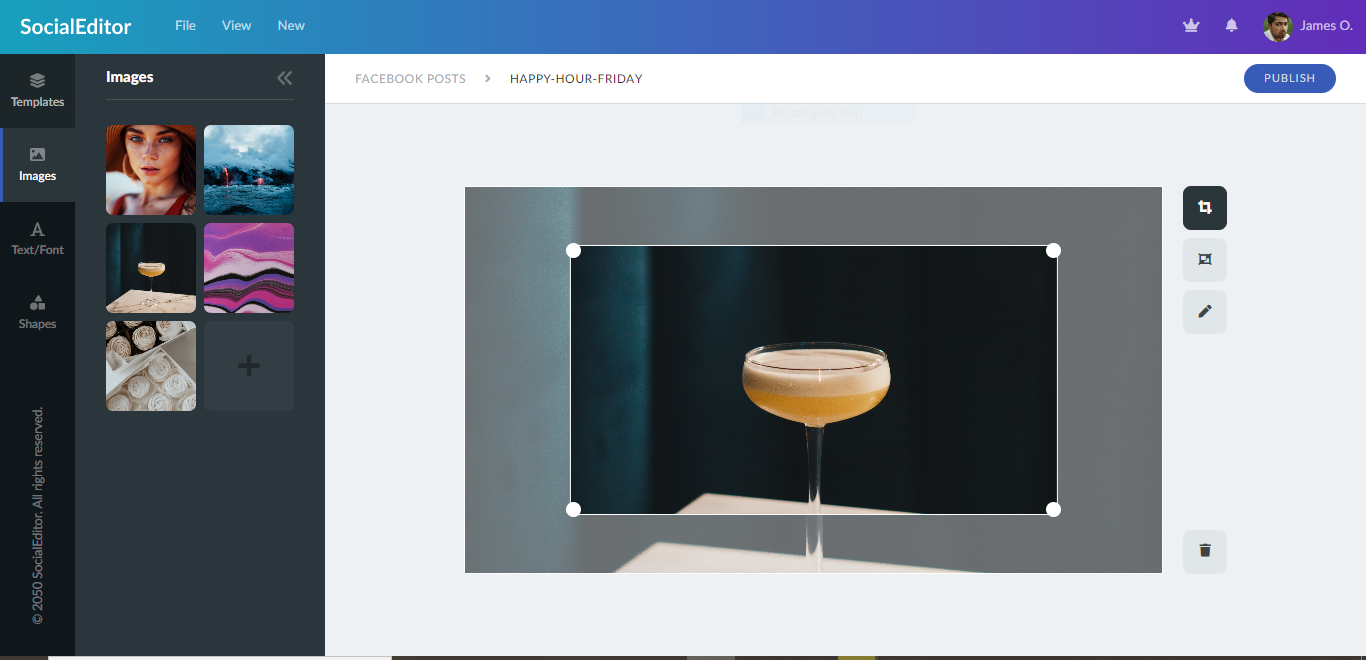 SocialEditor
File
View
New
James O.
Templates
Images
Text/Font
Shapes
© 2050 SocialEditor. All rights reserved.
Images
FACEBOOK POSTS
HAPPY-HOUR-FRIDAY
PUBLISH
Rectangular Snip